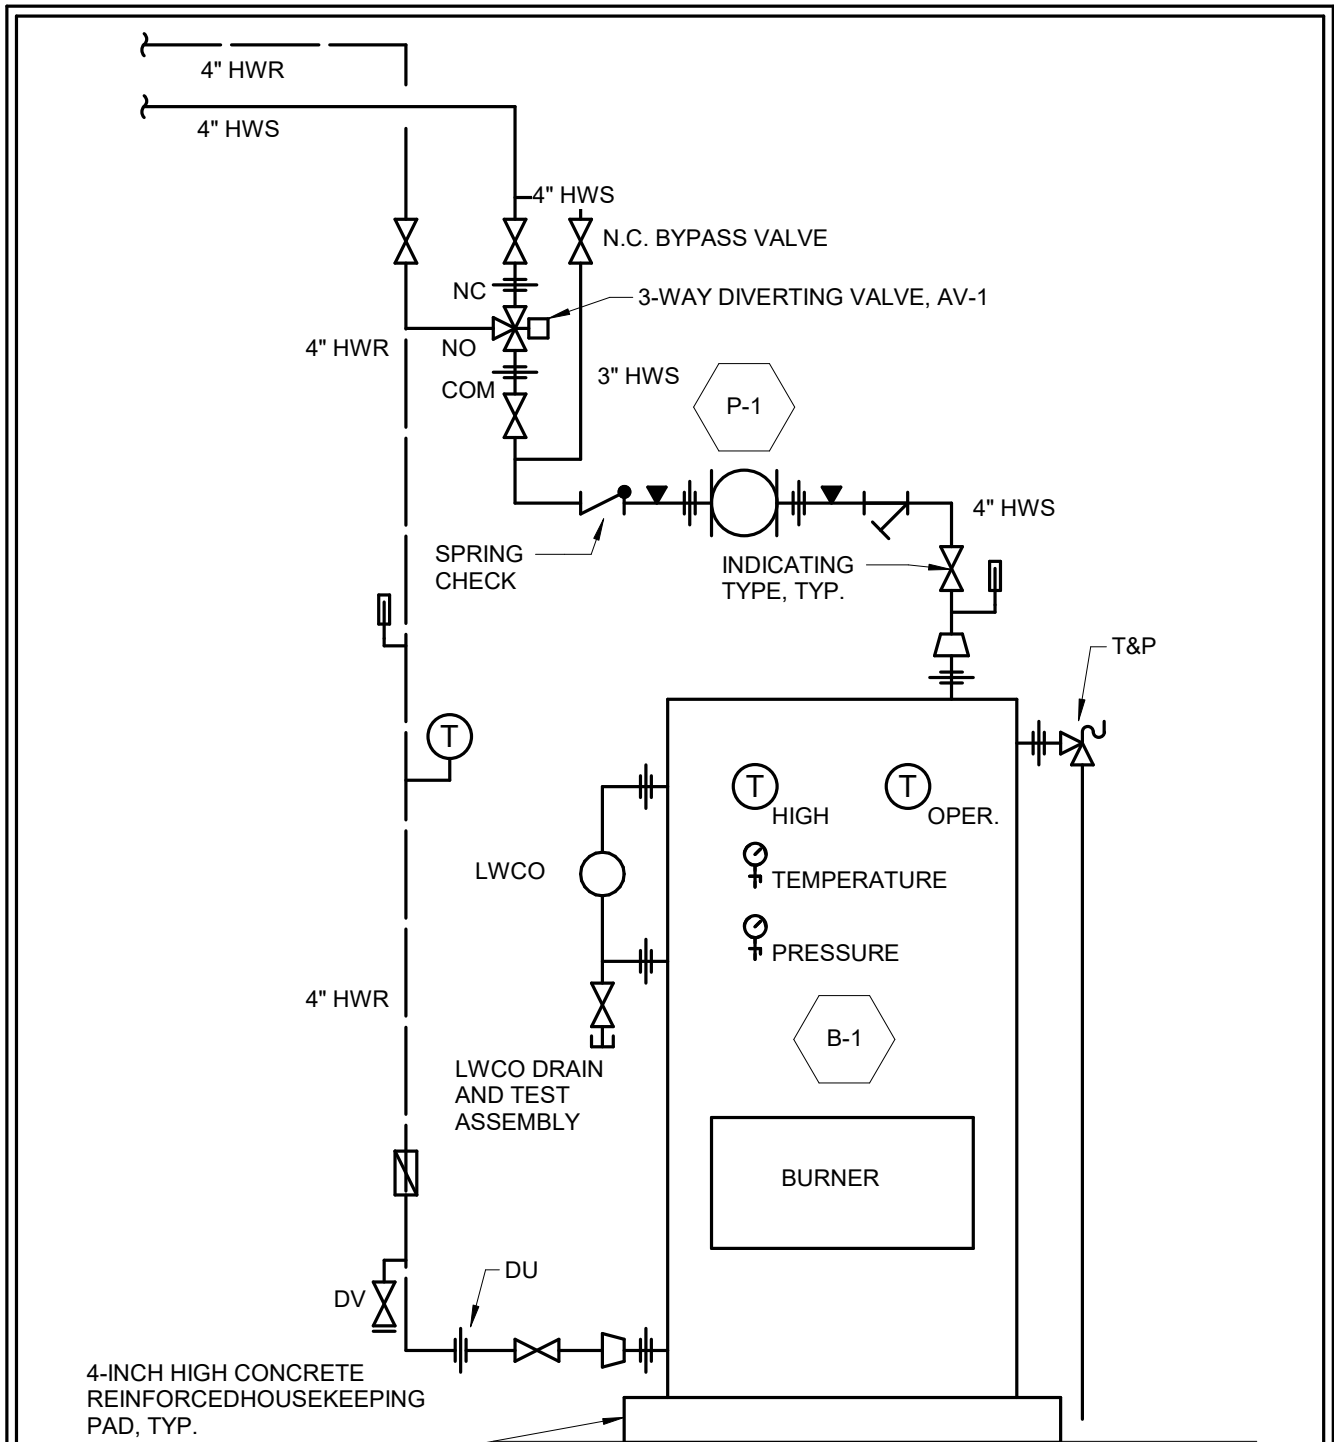 4" HWR
4" HWS
4" HWS
N.C. BYPASS VALVE
NC
3-WAY DIVERTING VALVE, AV-1
4" HWR
NO
3" HWS
COM
P-1
4" HWS
SPRING
CHECK
INDICATING
TYPE, TYP.
T&P
T
T
HIGH
T
OPER.
LWCO
TEMPERATURE
PRESSURE
4" HWR
B-1
LWCO DRAIN
AND TEST
ASSEMBLY
BURNER
DU
DV
4-INCH HIGH CONCRETE
REINFORCEDHOUSEKEEPING
PAD, TYP.